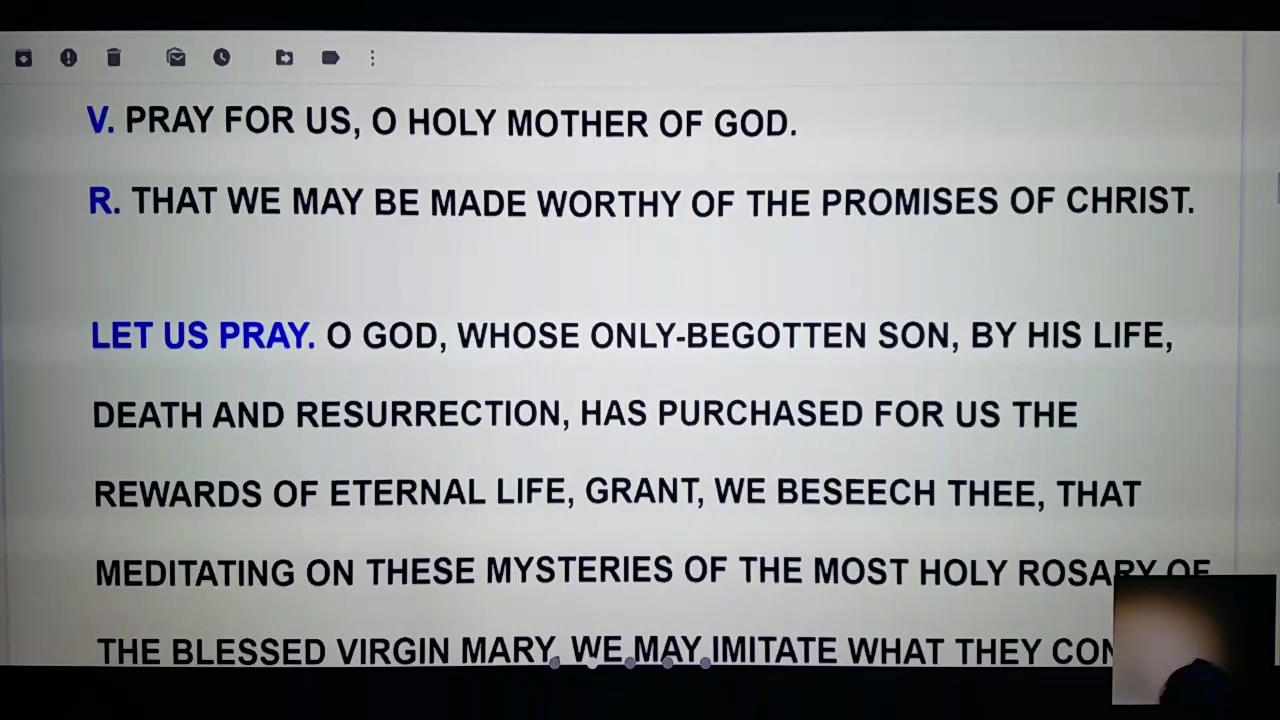 V. PRAY FOR US, O HOLY MOTHER OF GOD.
R. THAT WE MAY BE MADE WORTHY OF THE PROMISES OF CHRIST.
LET US PRAY. O GOD, WHOSE ONLY-BEGOTTEN SON, BY HIS LIFE,
DEATH AND RESURRECTION, HAS PURCHASED FOR US THE
REWARDS OF ETERNAL LIFE, GRANT, WE BESEECH THEE, THAT
MEDITATING ON THESE MYSTERIES OF THE MOST HOLY ROSARY OF
THE BLESSED VIRGIN MARY, WE MAY IMITATE WHAT THEY